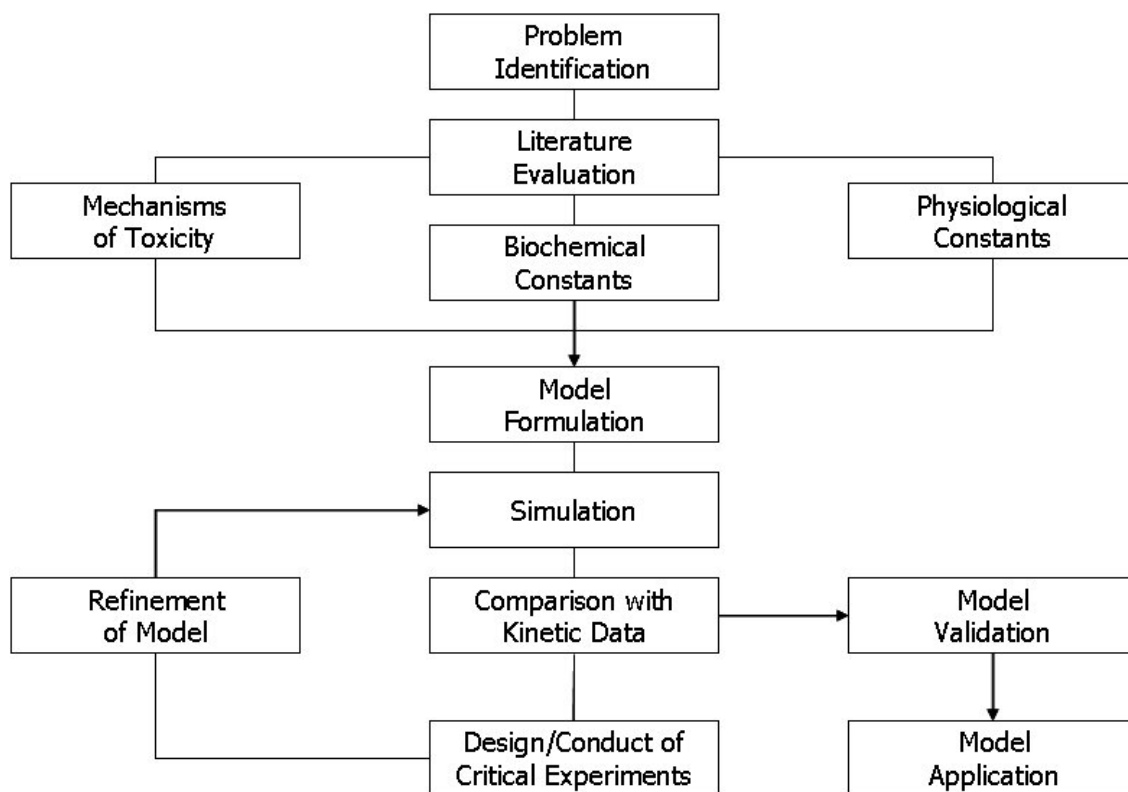 Problem
Identification
Literature
Evaluation
Mechanisms
of Toxicity
Biochemical
Constants
Physiological
Constants
Model
Formulation
Simulation
Refinement
of Model
Comparison with
Kinetic Data
Model
Validation
Design/Conduct of
Critical Experiments
Model
Application